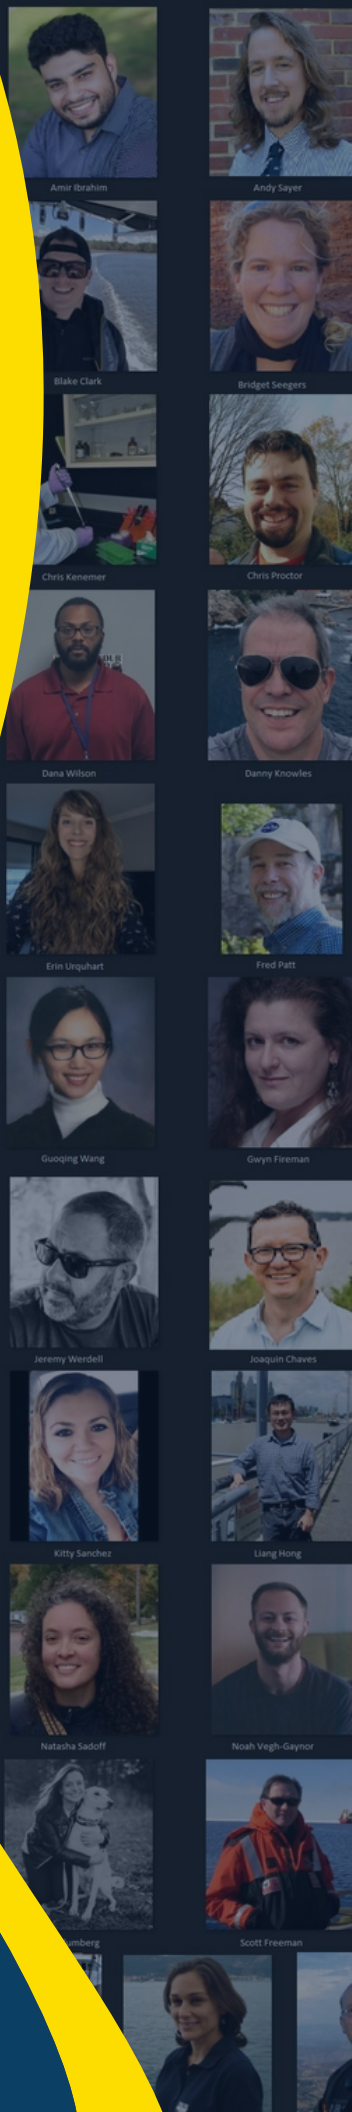 Amir Ibrahim
Andy Sayer
Blake Clark
Bridget Seegers
Chris Kenemer
Chris Proctor
Dana Wilson
Danny Knowles
Erin Urquhart
Fred Patt
Guoqing Wang
Gwyn Fireman
Jeremy Werdell
Joaquin Chaves
Kitty Sanchez
Liang Hong
Natasha Sadoff
Noah Vegh-Gaynor
umberg
Scott Freeman